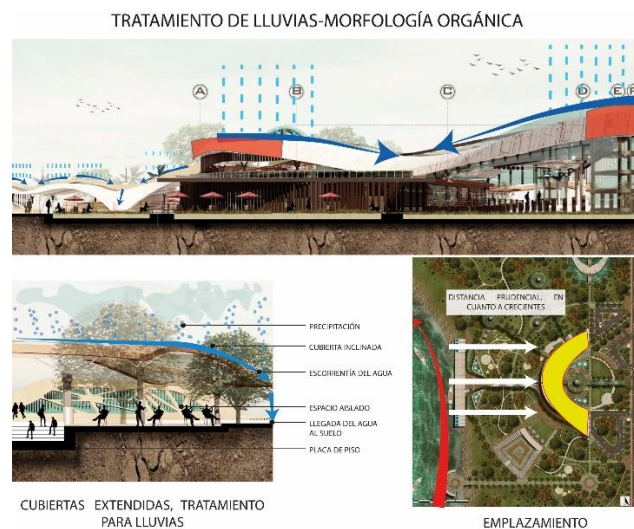 TRATAMIENTO DE LLUVIAS-MORFOLOGÍA ORGÁNICA
A
B
C
D
E
F
PRECIPITACIÓN
CUBIERTA INCLINADA
ESCORRENTÍA DEL AGUA
ESPACIO AISLADO
LLEGADA DEL AGUA
AL SUELO
PLACA DE PISO
CUBIERTAS EXTENDIDAS, TRATAMIENTO
PARA LLUVIAS
DISTANCIA PRUDENCIAL, EN
CUANTO A CRECIENTES
EMPLAZAMIENTO